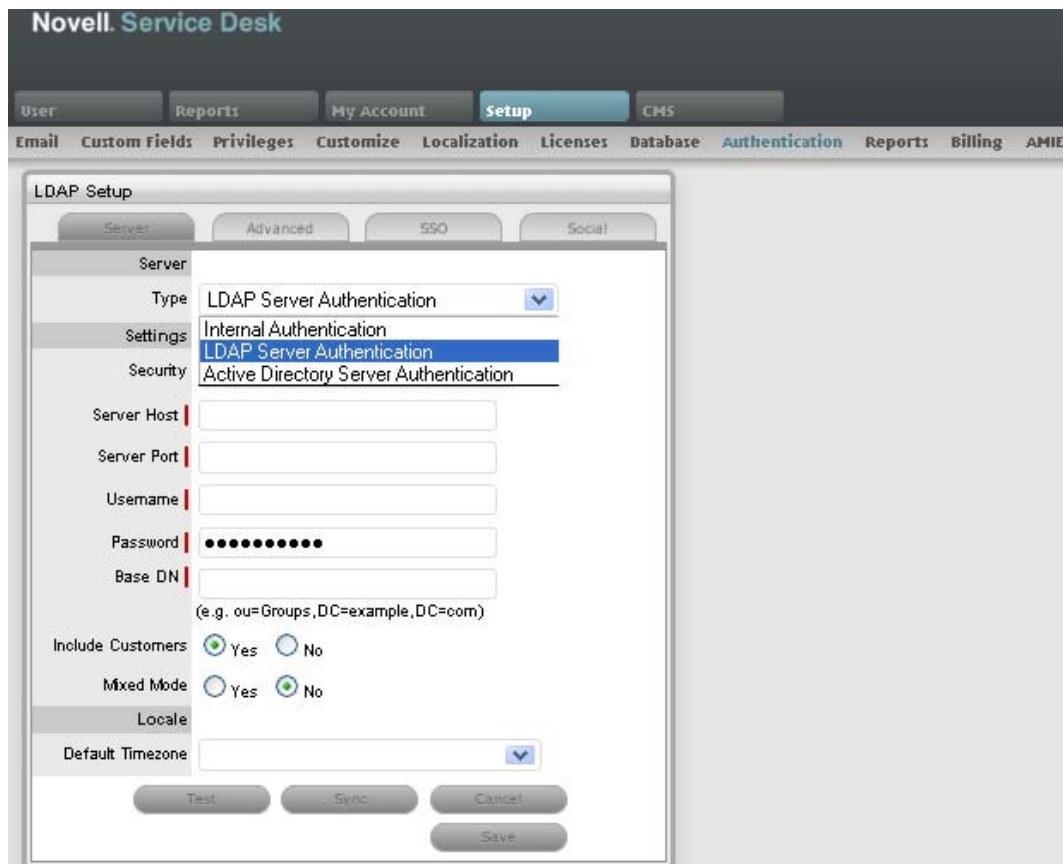 Novell. Service Desk
User Reports My Account Setup CMS
Email Custom Fields Privileges Customize Localization Licenses Database Authentication Reports Billing AMIE
LDAP Setup
Server Advanced SSO Social
Server
Type LDAP Server Authentication
Internal Authentication
Settings
LDAP Server Authentication
Security
Active Directory Server Authentication
Server Host
Server Port
Username
Password ●●●●●●●●●●
Base DN
(e.g. ou=Groups,DC=example,DC=com)
Include Customers Yes No
Mixed Mode Yes No
Locale
Default Timezone
Test Sync Cancel
Save